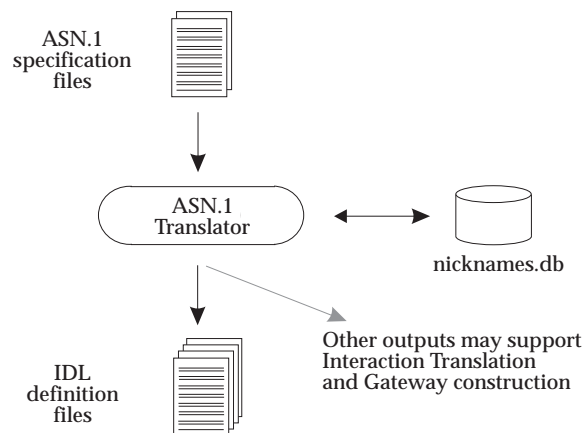 ASN.1
specification
files
ASN.1
Translator
nicknames.db
Other outputs may support
Interaction Translation
and Gateway construction
IDL
definition
files